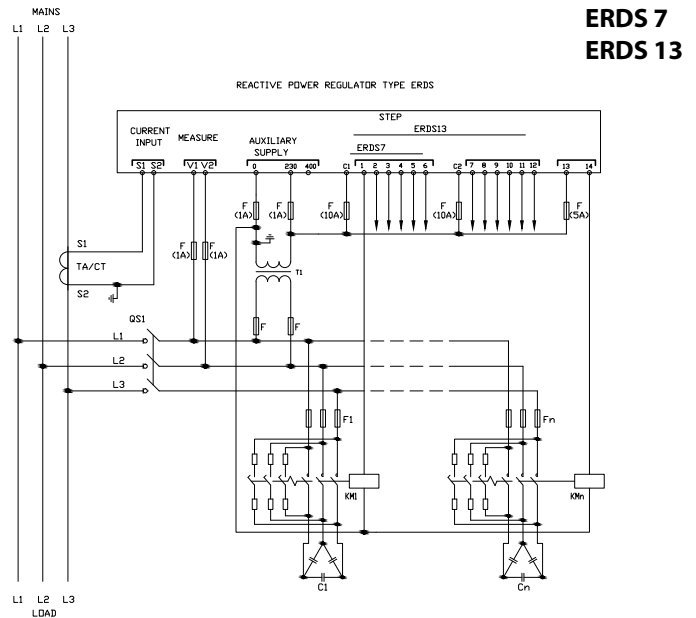 ERDS 7
ERDS 13
MAINS
L1 L2 L3
REACTIVE POWER REGULATOR TYPE ERDS
STEP
ERDS13
CURRENT INPUT
MEASURE
AUXILIARY SUPPLY
ERDS7
S1 S2 V1 V2 0 230 400 C1 1 2 3 4 5 6 C2 7 8 9 10 11 12 13 14
F (1A)
F (1A)
F (10A)
F (10A)
F (5A)
S1
TA/CT
S2
F (1A)
F (1A)
T1
QS1
F
F
L1
L2
L3
F1
Fn
KM1
KMn
C1
Cn
L1 L2 L3
LOAD